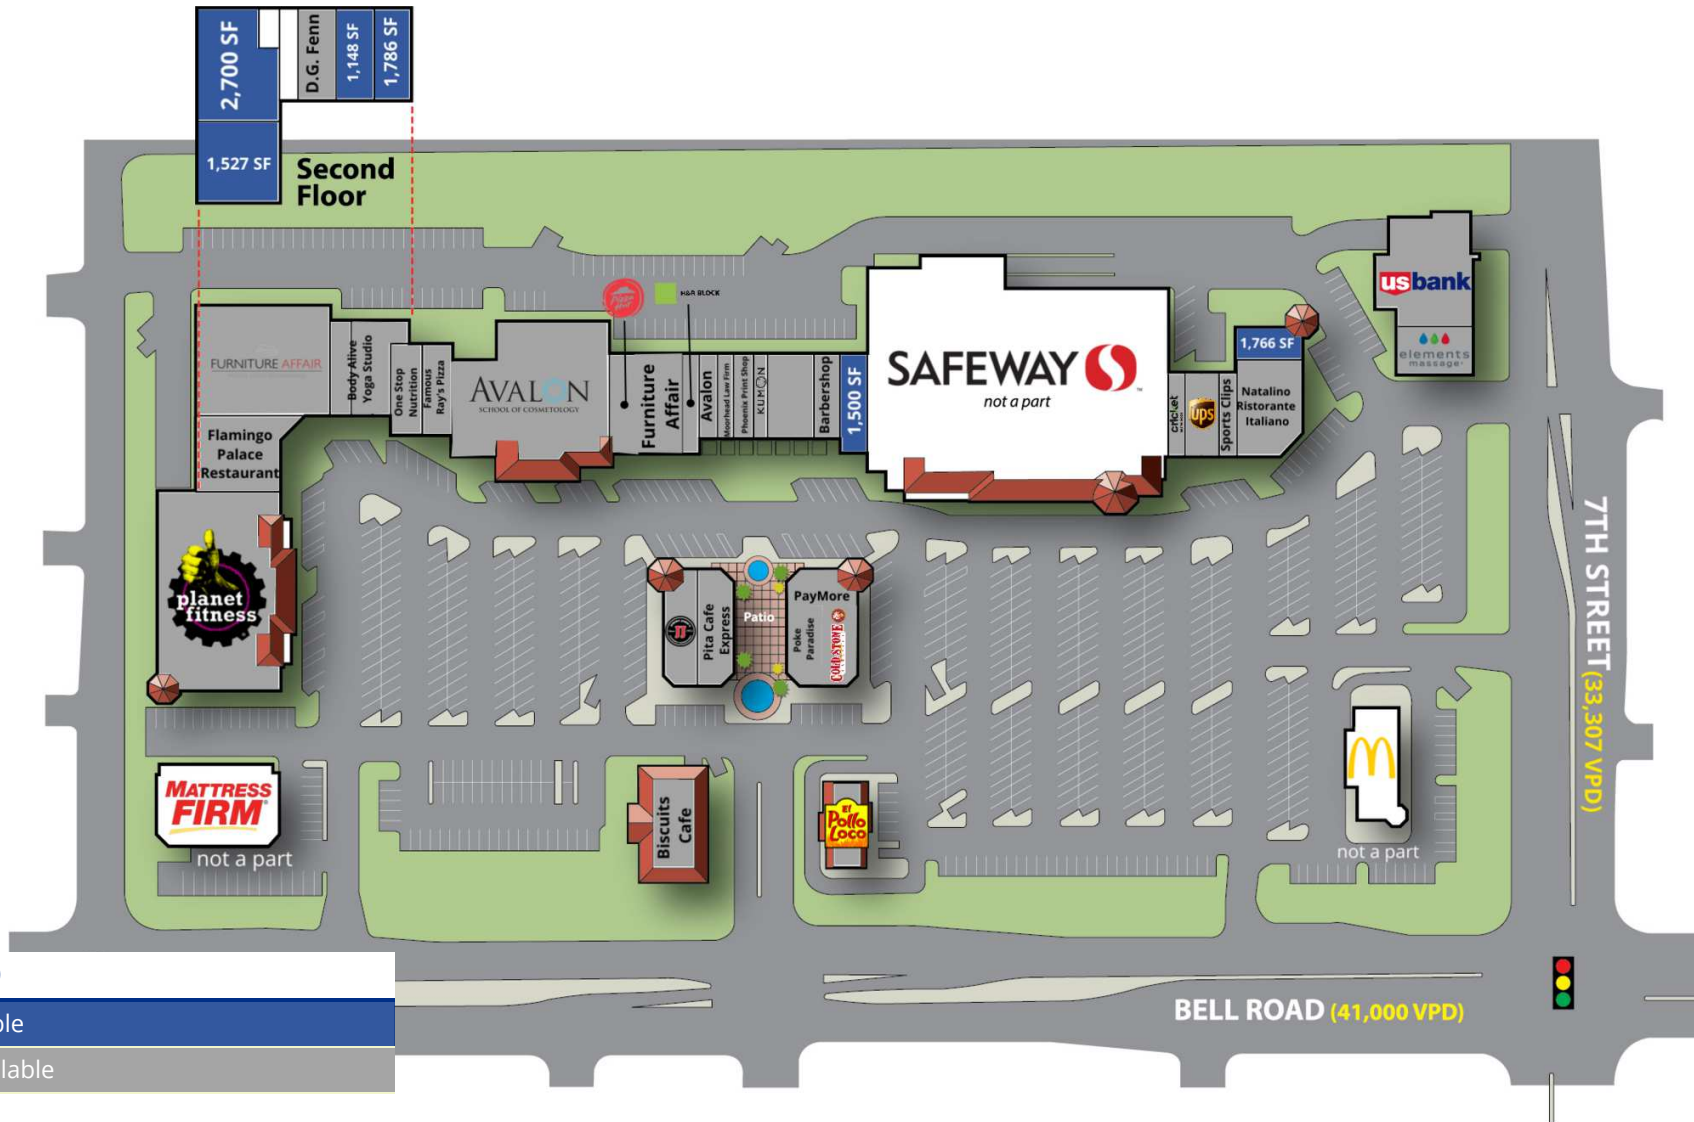 2,700 SF
D.G. Fenn
1,148 SF
1,786 SF
1,527 SF
Second
Floor
FURNITURE AFFAIR
Body Alive
Yoga Studio
One Stop
Nutrition
Famous
Ray's Pizza
AVALON
SCHOOL OF COSMETOLOGY
H&R BLOCK
Furniture
Affair
Avalon
Moorhead Law Firm
Phoenix Print Shop
KUMON
Barbershop
1,500 SF
SAFEWAY
not a part
cricket
ups
Sports Clips
1,766 SF
Natalino
Ristorante
Italiano
usbank
elements
massage
Flamingo
Palace
Restaurant
planet
fitness
Pita Cafe
Express
Patio
PayMore
Poke
Paradise
COLD STONE
MATTRESS
FIRM
not a part
Biscuits
Cafe
El
Pollo
Loco
not a part
7TH STREET (33,307 VPD)
BELL ROAD (41,000 VPD)
ble
lable